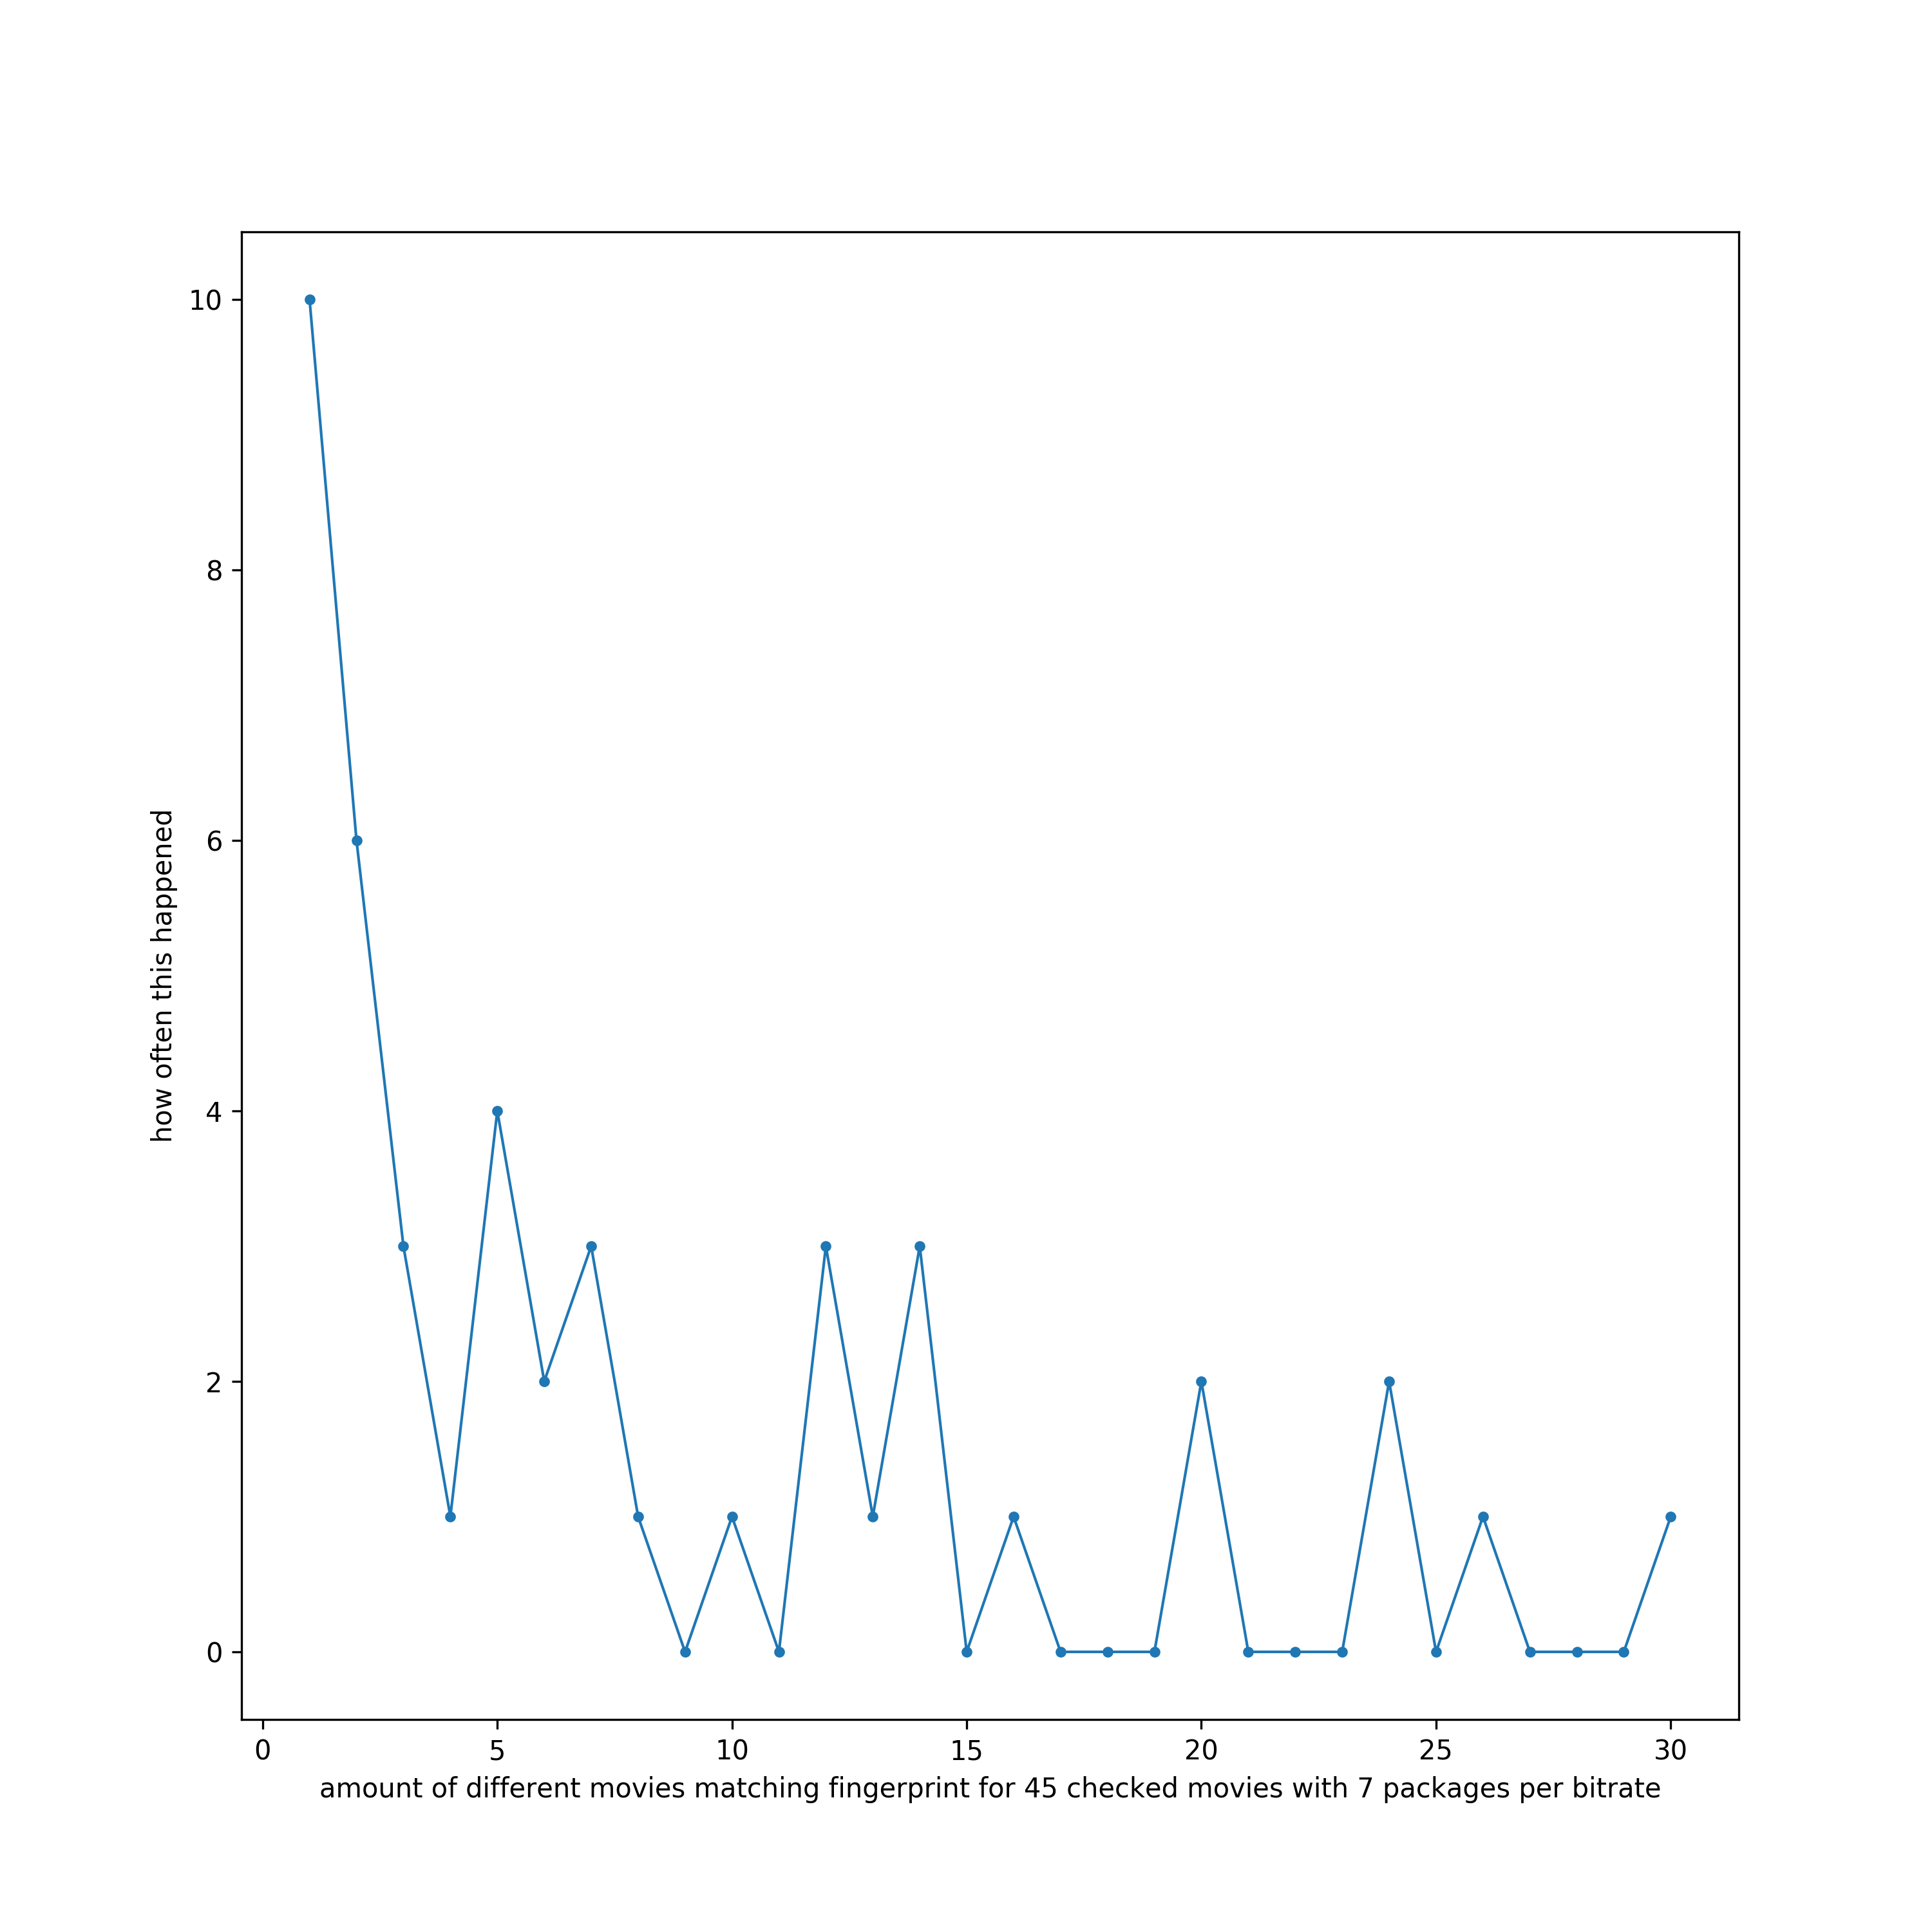 10
8
6
4
2
0
how often this happened
0 5 10 15 20 25 30
amount of different movies matching fingerprint for 45 checked movies with 7 packages per bitrate